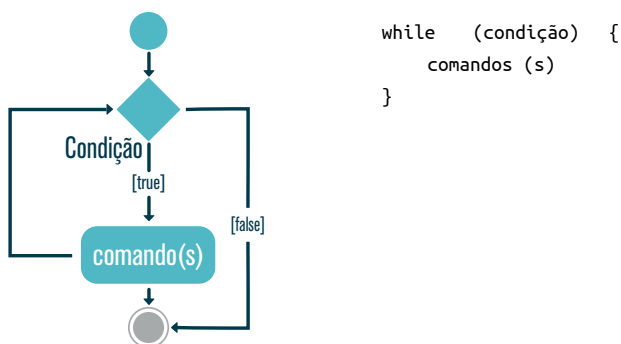 Condição
[true]
[false]
comando(s)
while (condição) {
comandos (s)
}